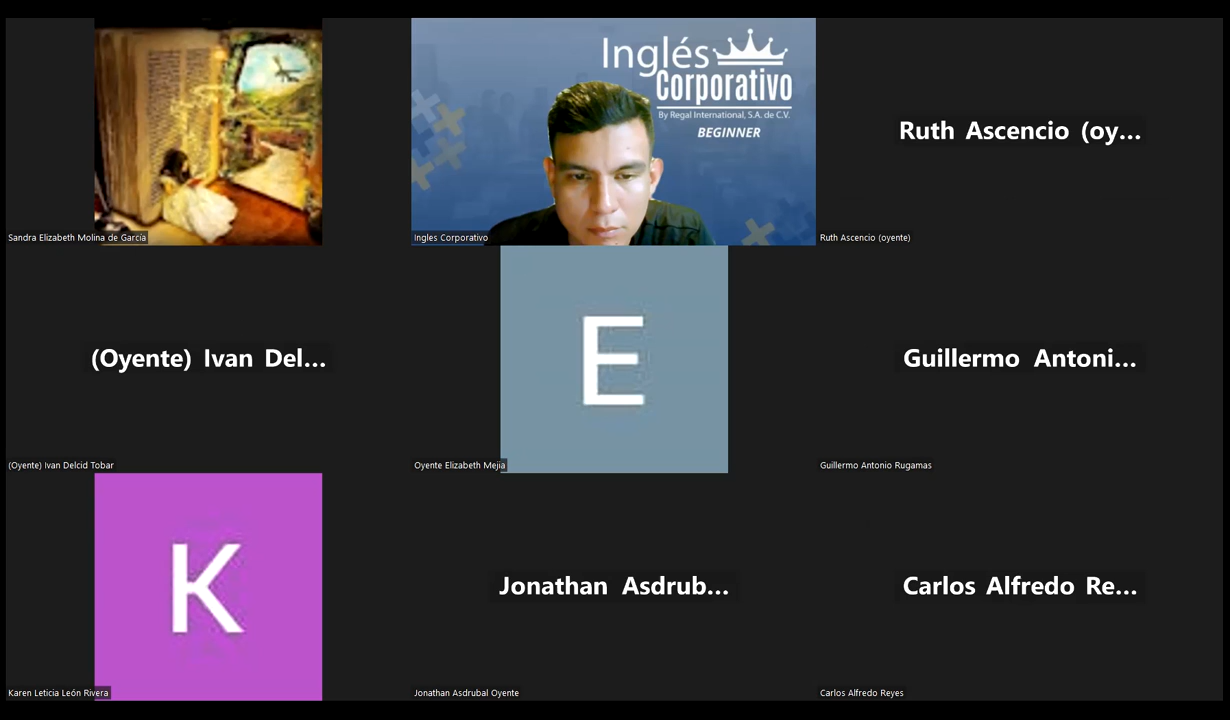 Inglés
Corporativo
By Regal International, S.A. de C.V.
BEGINNER
Ruth Ascencio (oy...
Sandra Elizabeth Molina de García
Ingles Corporativo
Ruth Ascencio (oyente)
(Oyente) Ivan Del...
E
Guillermo Antoni...
(Oyente) Ivan Delcid Tobar
Oyente Elizabeth Mejia
Guillermo Antonio Rugamas
K
Jonathan Asdrub...
Carlos Alfredo Re...
Karen Leticia León Rivera
Jonathan Asdrubal Oyente
Carlos Alfredo Reyes